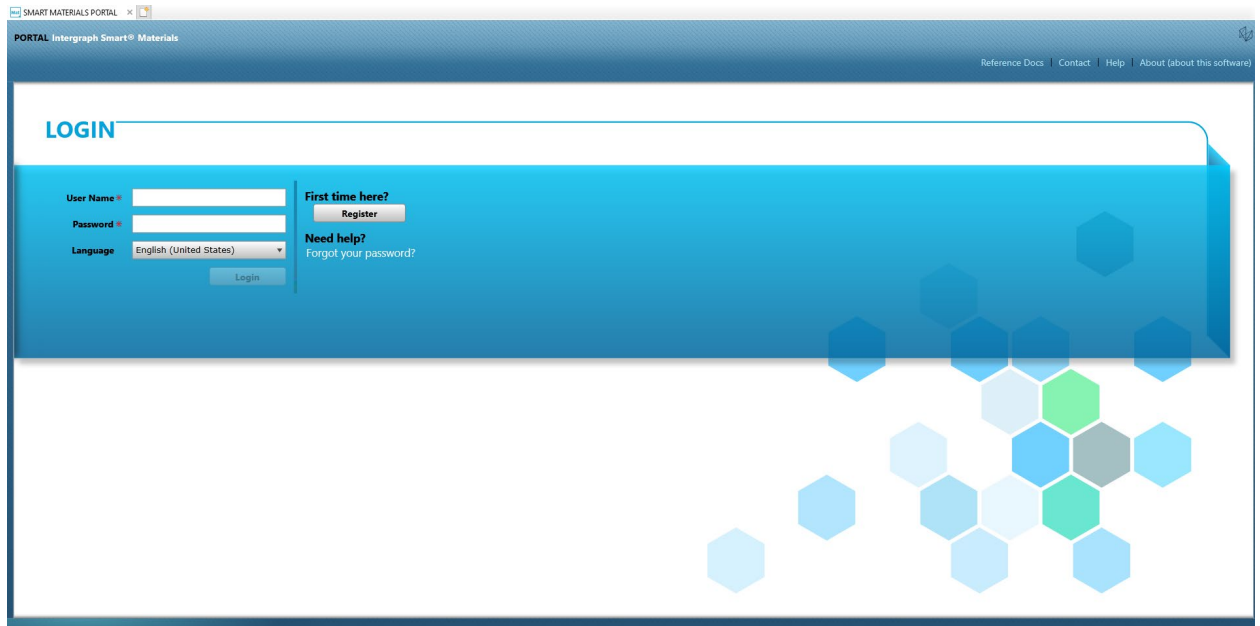 SMART MATERIALS PORTAL
PORTAL Intergraph Smart® Materials
Reference Docs | Contact | Help | About (about this software)
LOGIN
User Name *
Password *
Language English (United States)
Login
First time here?
Register
Need help?
Forgot your password?